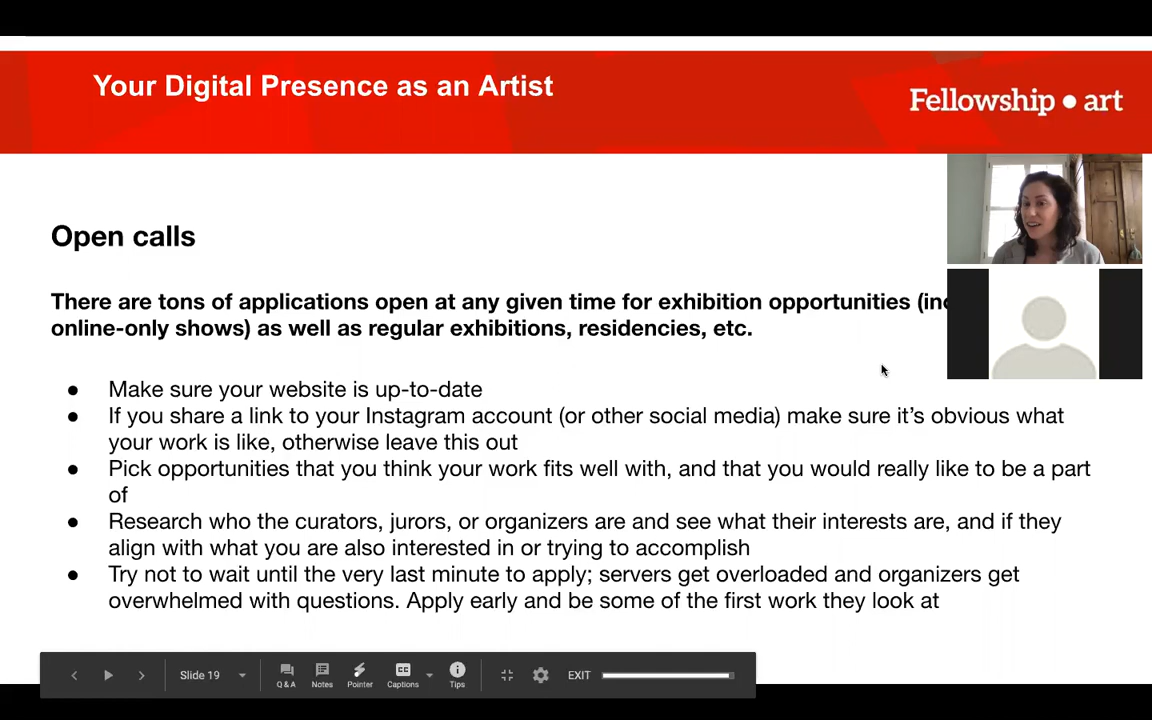 Your Digital Presence as an Artist
Fellowship • art
Open calls
There are tons of applications open at any given time for exhibition opportunities
online-only shows) as well as regular exhibitions, residencies, etc.
● Make sure your website is up-to-date
● If you share a link to your Instagram account (or other social media) make sure it’s obvious what
your work is like, otherwise leave this out
● Pick opportunities that you think your work fits well with, and that you would really like to be a part
of
● Research who the curators, jurors, or organizers are and see what their interests are, and if they
align with what you are also interested in or trying to accomplish
● Try not to wait until the very last minute to apply; servers get overloaded and organizers get
overwhelmed with questions. Apply early and be some of the first work they look at
Slide 19
Q & A
Notes
Pointer
CC
Captions
Tips
EXIT